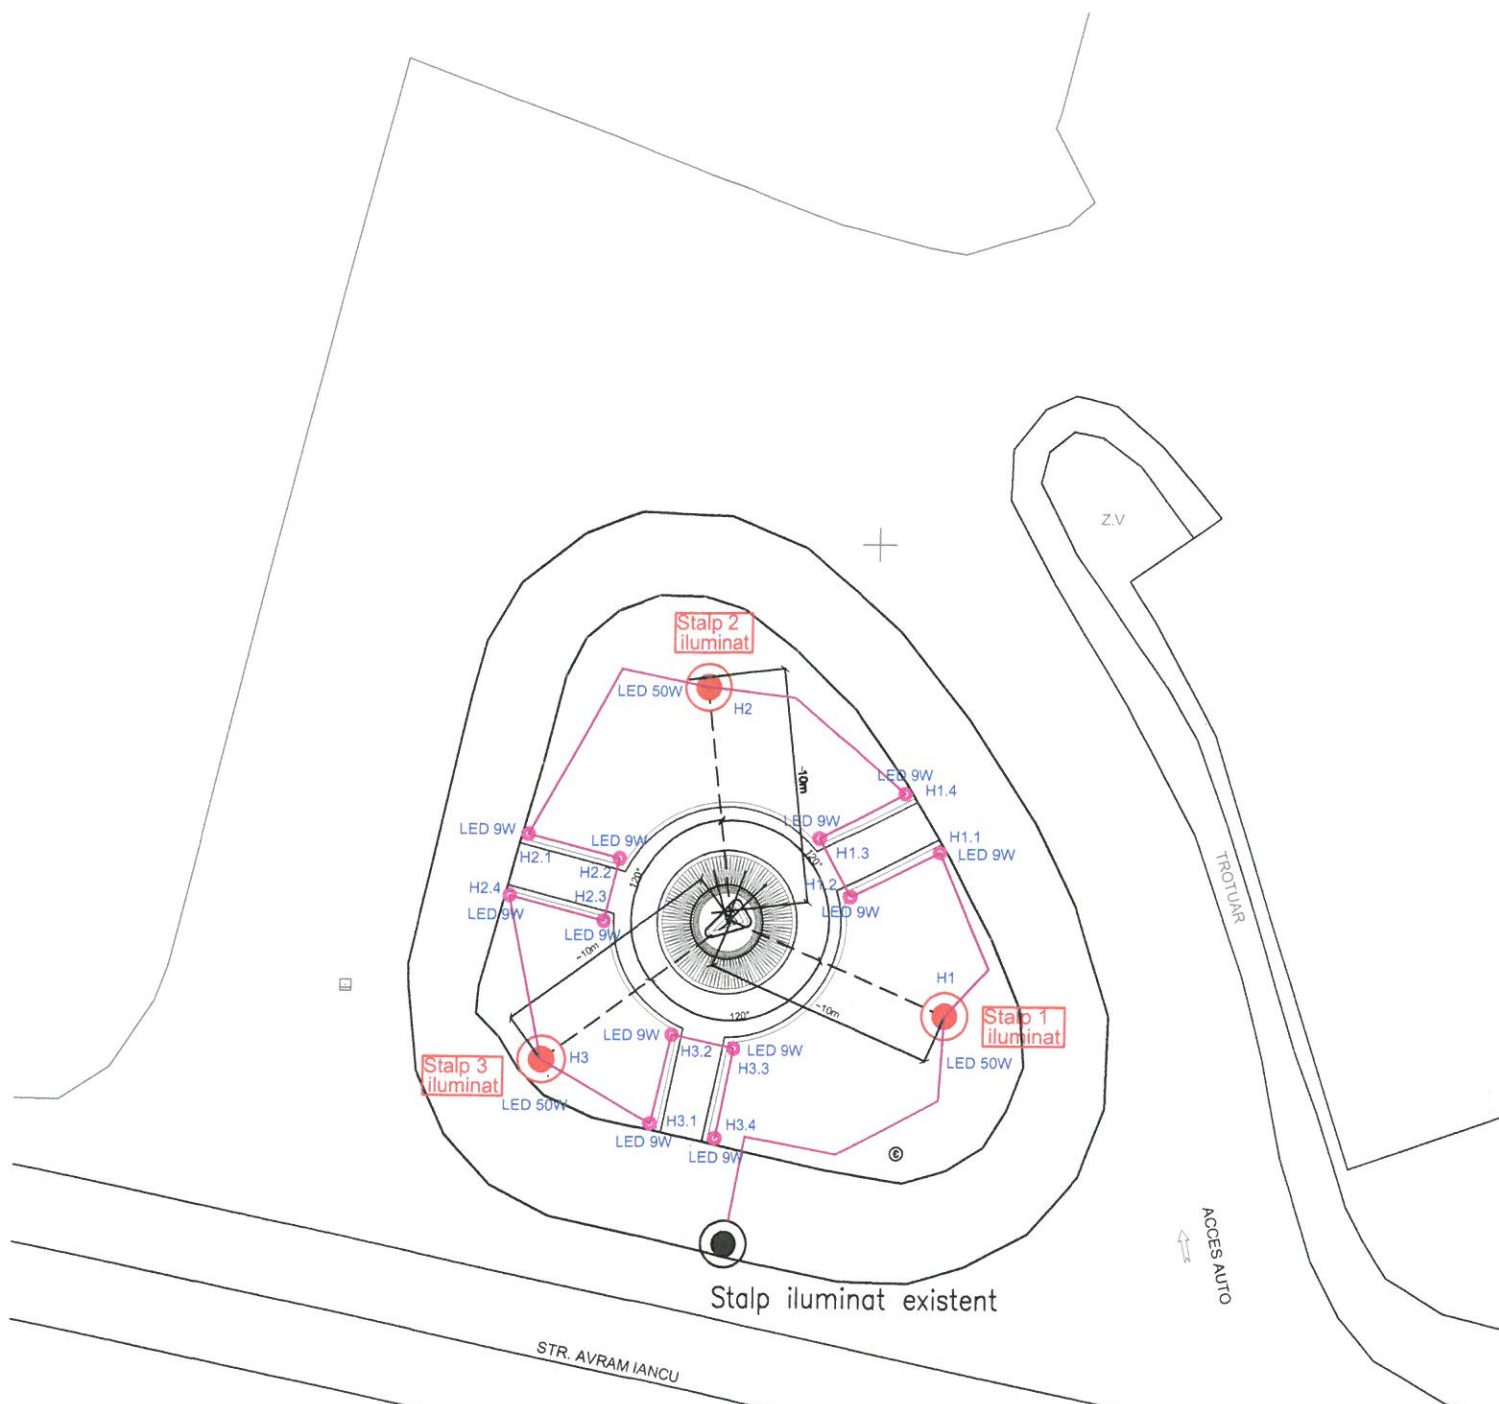 Z.V
Stalp 2
iluminat
LED 50W
H2
~10m
LED 9W
H1.4
LED 9W
H1.3
H1.1
LED 9W
LED 9W
LED 9W
H2.1
H2.2
120°
120°
H2.4
H2.3
H1.2
LED 9W
LED 9W
LED 9W
TROTUAR
~10m
H1
~10m
120°
Stalp 1
iluminat
LED 9W
H3.2
LED 9W
H3.3
H3
Stalp 3
iluminat
LED 50W
LED 50W
H3.1
H3.4
LED 9W
LED 9W
ACCES AUTO
Stalp iluminat existent
STR. AVRAM IANCU